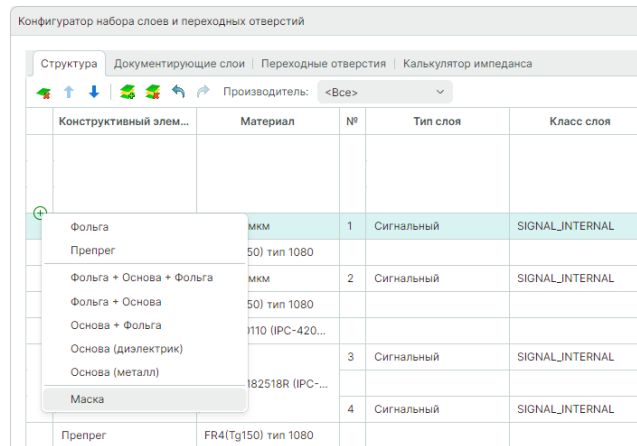 Конфигуратор набора слоев и переходных отверстий
Структура Документирующие слои Переходные отверстия Калькулятор импеданса
Производитель: <Все>
Конструктивный элем... Материал № Тип слоя Класс слоя
мкм 1 Сигнальный SIGNAL_INTERNAL
Фольга
50) тип 1080
Препрег
мкм 2 Сигнальный SIGNAL_INTERNAL
Фольга + Основа + Фольга
50) тип 1080
Фольга + Основа
110 (IPC-420...
Основа + Фольга
3 Сигнальный SIGNAL_INTERNAL
Основа (диэлектрик)
182518R (IPC-...
Основа (металл)
4 Сигнальный SIGNAL_INTERNAL
Маска
Препрег FR4(Tg150) тип 1080